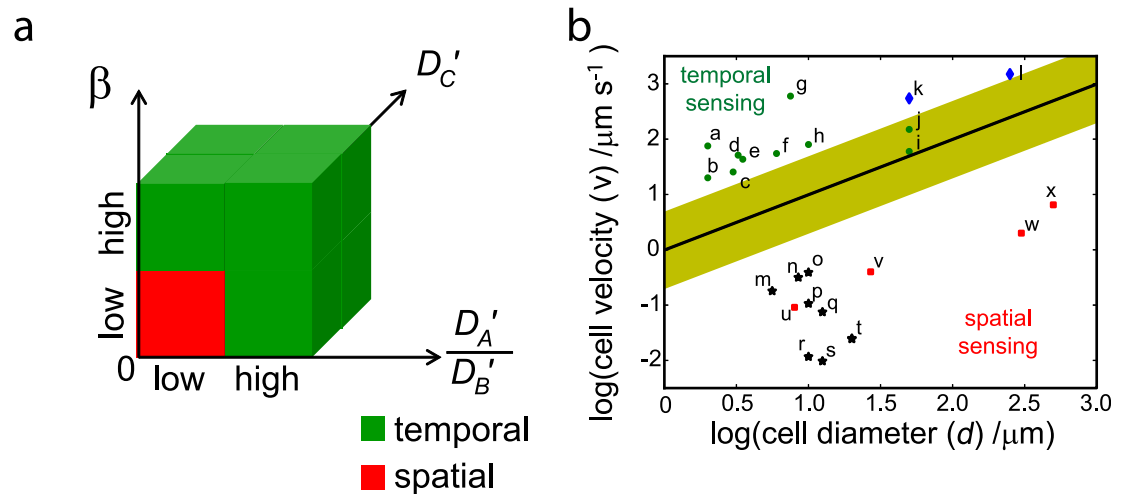 a
β
D_C'
high
low
0
low high
D_A'
D_B'
temporal
spatial
b
log(cell velocity (v) /μm s⁻¹)
3
2
1
0
-1
-2
temporal
sensing
g
k
l
a
d
e
f
h
j
i
b
c
x
w
v
o
n
m
p
q
u
t
r
s
spatial
sensing
0 0.5 1.0 1.5 2.0 2.5 3.0
log(cell diameter (d) /μm)